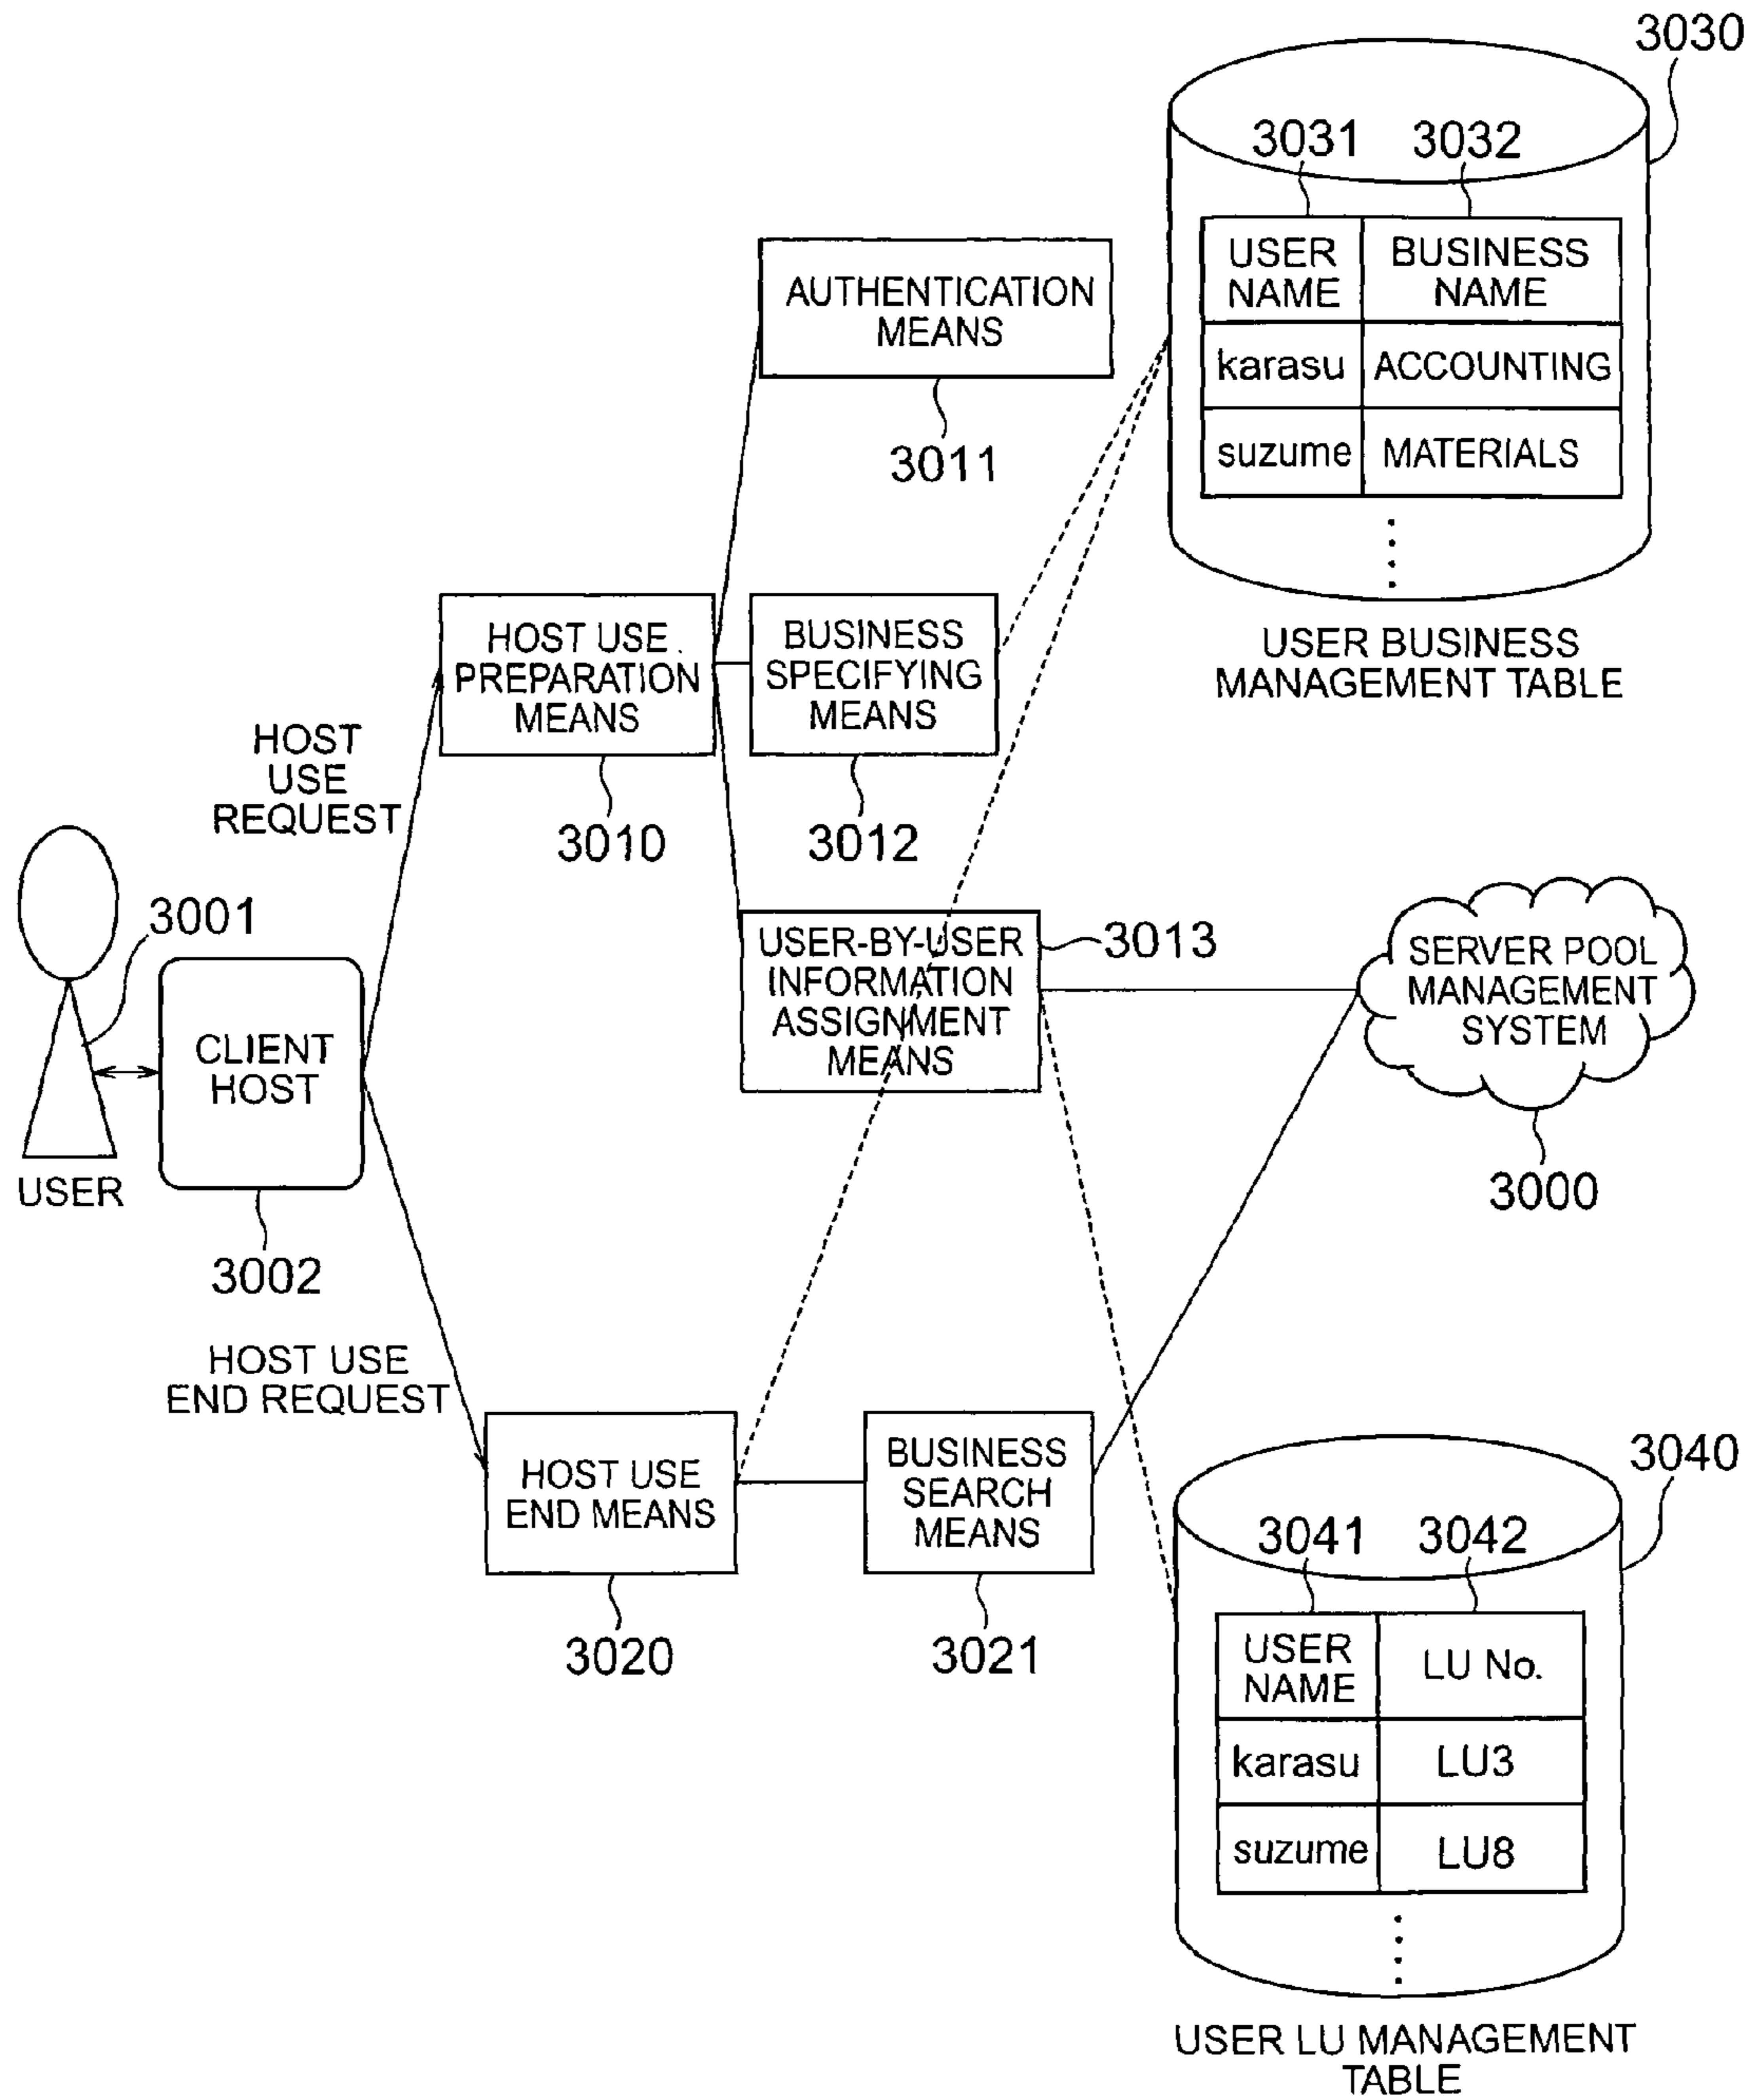 3030
3031 3032
USER NAME
BUSINESS NAME
karasu ACCOUNTING
suzume MATERIALS
USER BUSINESS
MANAGEMENT TABLE
AUTHENTICATION
MEANS
3011
HOST USE
PREPARATION
MEANS
3010
BUSINESS
SPECIFYING
MEANS
3012
HOST
USE
REQUEST
3001
CLIENT
HOST
USER
3002
USER-BY-USER
INFORMATION
ASSIGNMENT
MEANS
3013
SERVER POOL
MANAGEMENT
SYSTEM
3000
HOST USE
END REQUEST
HOST USE
END MEANS
3020
BUSINESS
SEARCH
MEANS
3021
3040
3041 3042
USER
NAME
LU No.
karasu LU3
suzume LU8
USER LU MANAGEMENT
TABLE